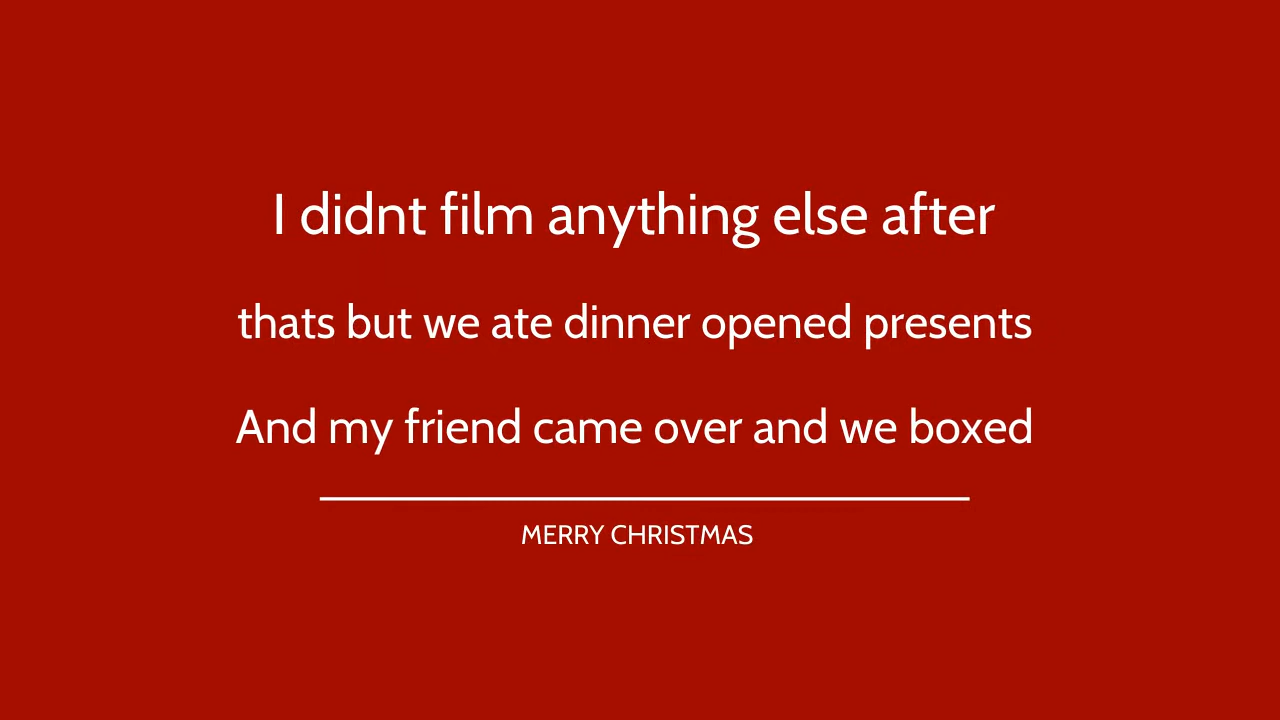 I didnt film anything else after
thats but we ate dinner opened presents
And my friend came over and we boxed
MERRY CHRISTMAS